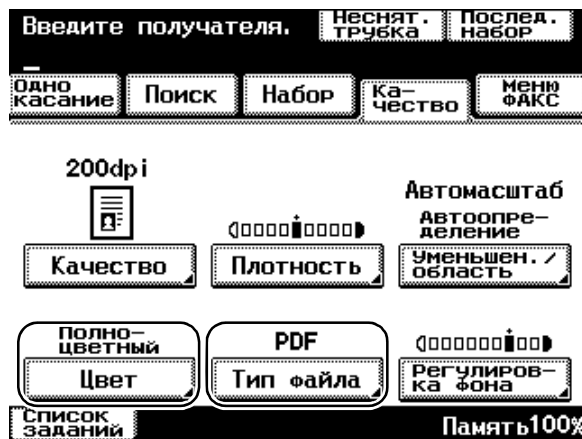 Введите получателя.
Неснят.
трубка
Послед.
набор
Одно
касание
Поиск
Набор
Ка-
чество
Меню
ФАКС
200dpi
Автомасштаб
Автоопре-
деление
Качество
Плотность
Уменьшен./
область
Полно-
цветный
PDF
Цвет
Тип файла
Регулиров-
ка фона
Список
заданий
Память100%